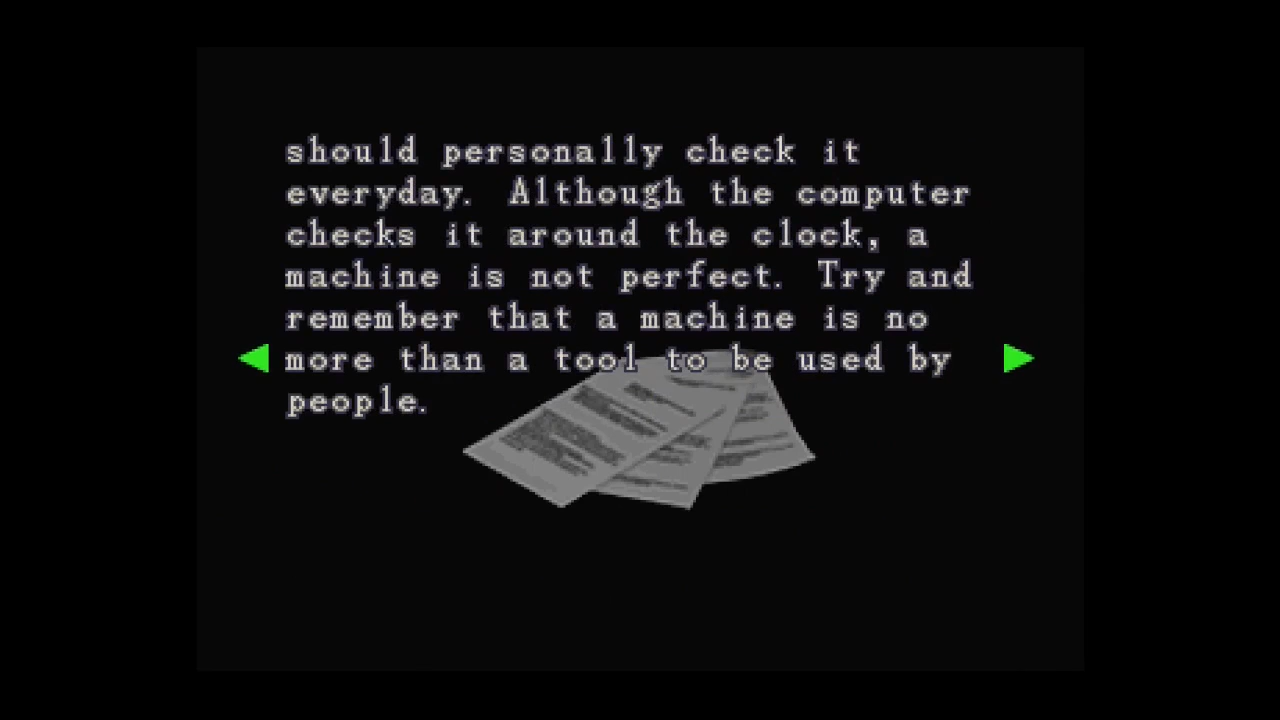 should personally check it
everyday. Although the computer
checks it around the clock, a
machine is not perfect. Try and
remember that a machine is no
more than a tool to be used by
people.